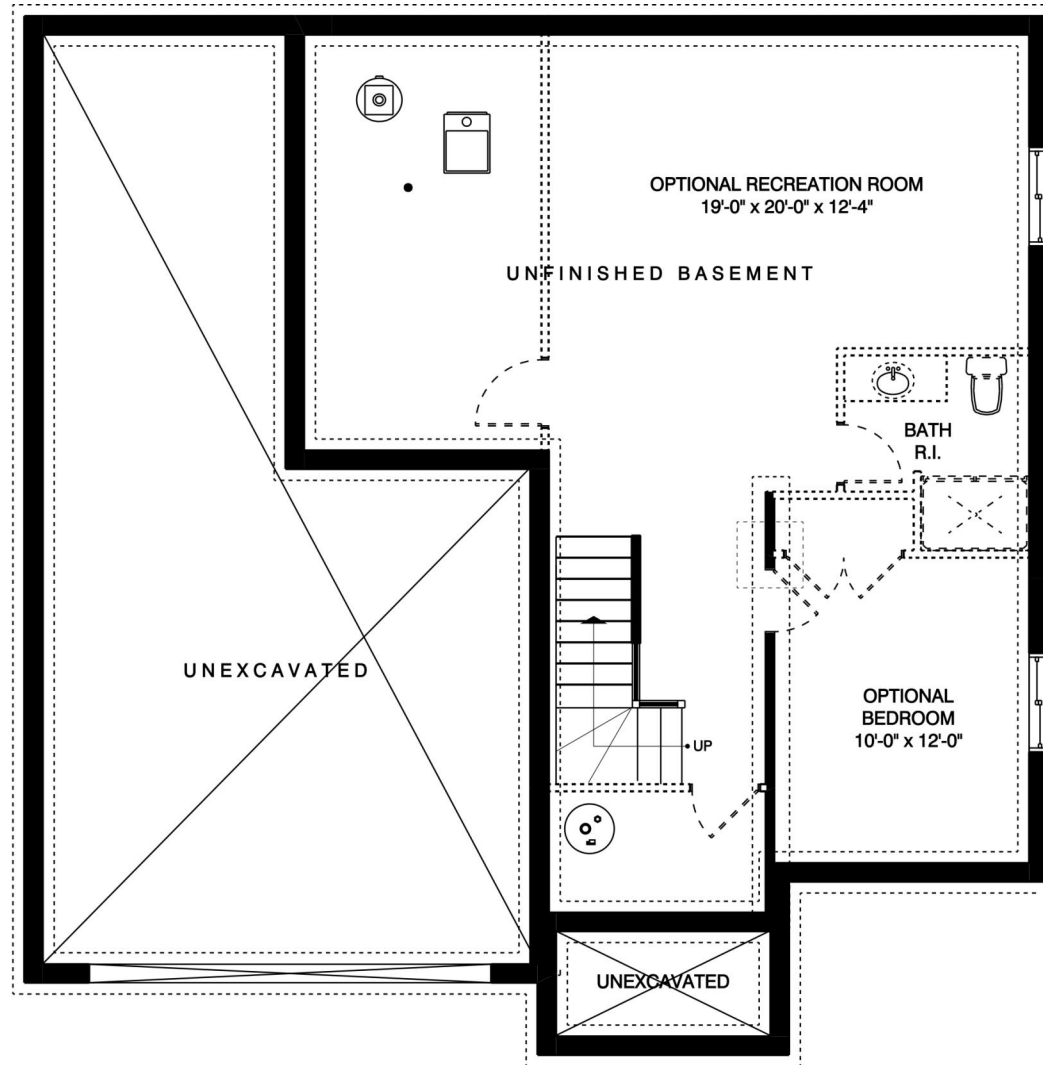 OPTIONAL RECREATION ROOM
19'-0" x 20'-0" x 12'-4"
UNFINISHED BASEMENT
BATH
R.I.
UNEXCAVATED
OPTIONAL
BEDROOM
10'-0" x 12'-0"
UP
UNEXCAVATED